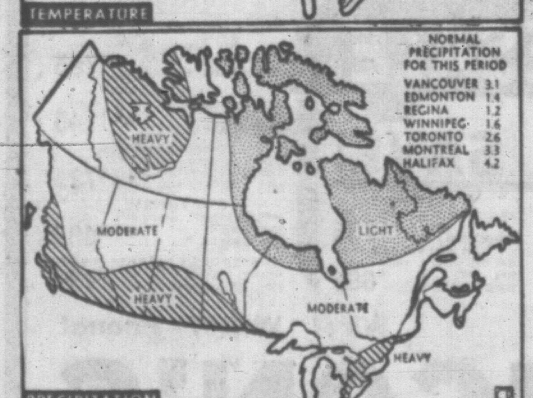 TEMPERATURE
NORMAL
PRECIPITATION
FOR THIS PERIOD
VANCOUVER 3.1
EDMONTON 1.4
REGINA 1.2
WINNIPEG 1.6
TORONTO 2.6
MONTREAL 3.3
HALIFAX 4.2
HEAVY
MODERATE
LIGHT
HEAVY
MODERATE
HEAVY
PRECIPITATION